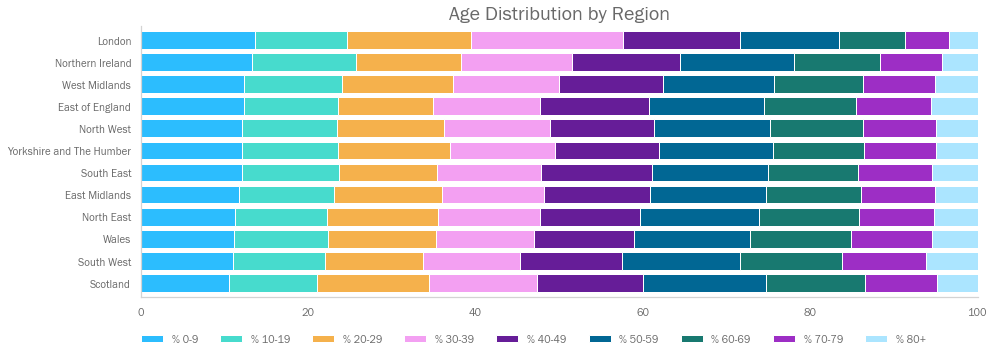 Age Distribution by Region
London
Northern Ireland
West Midlands
East of England
North West
Yorkshire and The Humber
South East
East Midlands
North East
Wales
South West
Scotland
0 20 40 60 80 100
% 0-9 % 10-19 % 20-29 % 30-39 % 40-49 % 50-59 % 60-69 % 70-79 % 80+